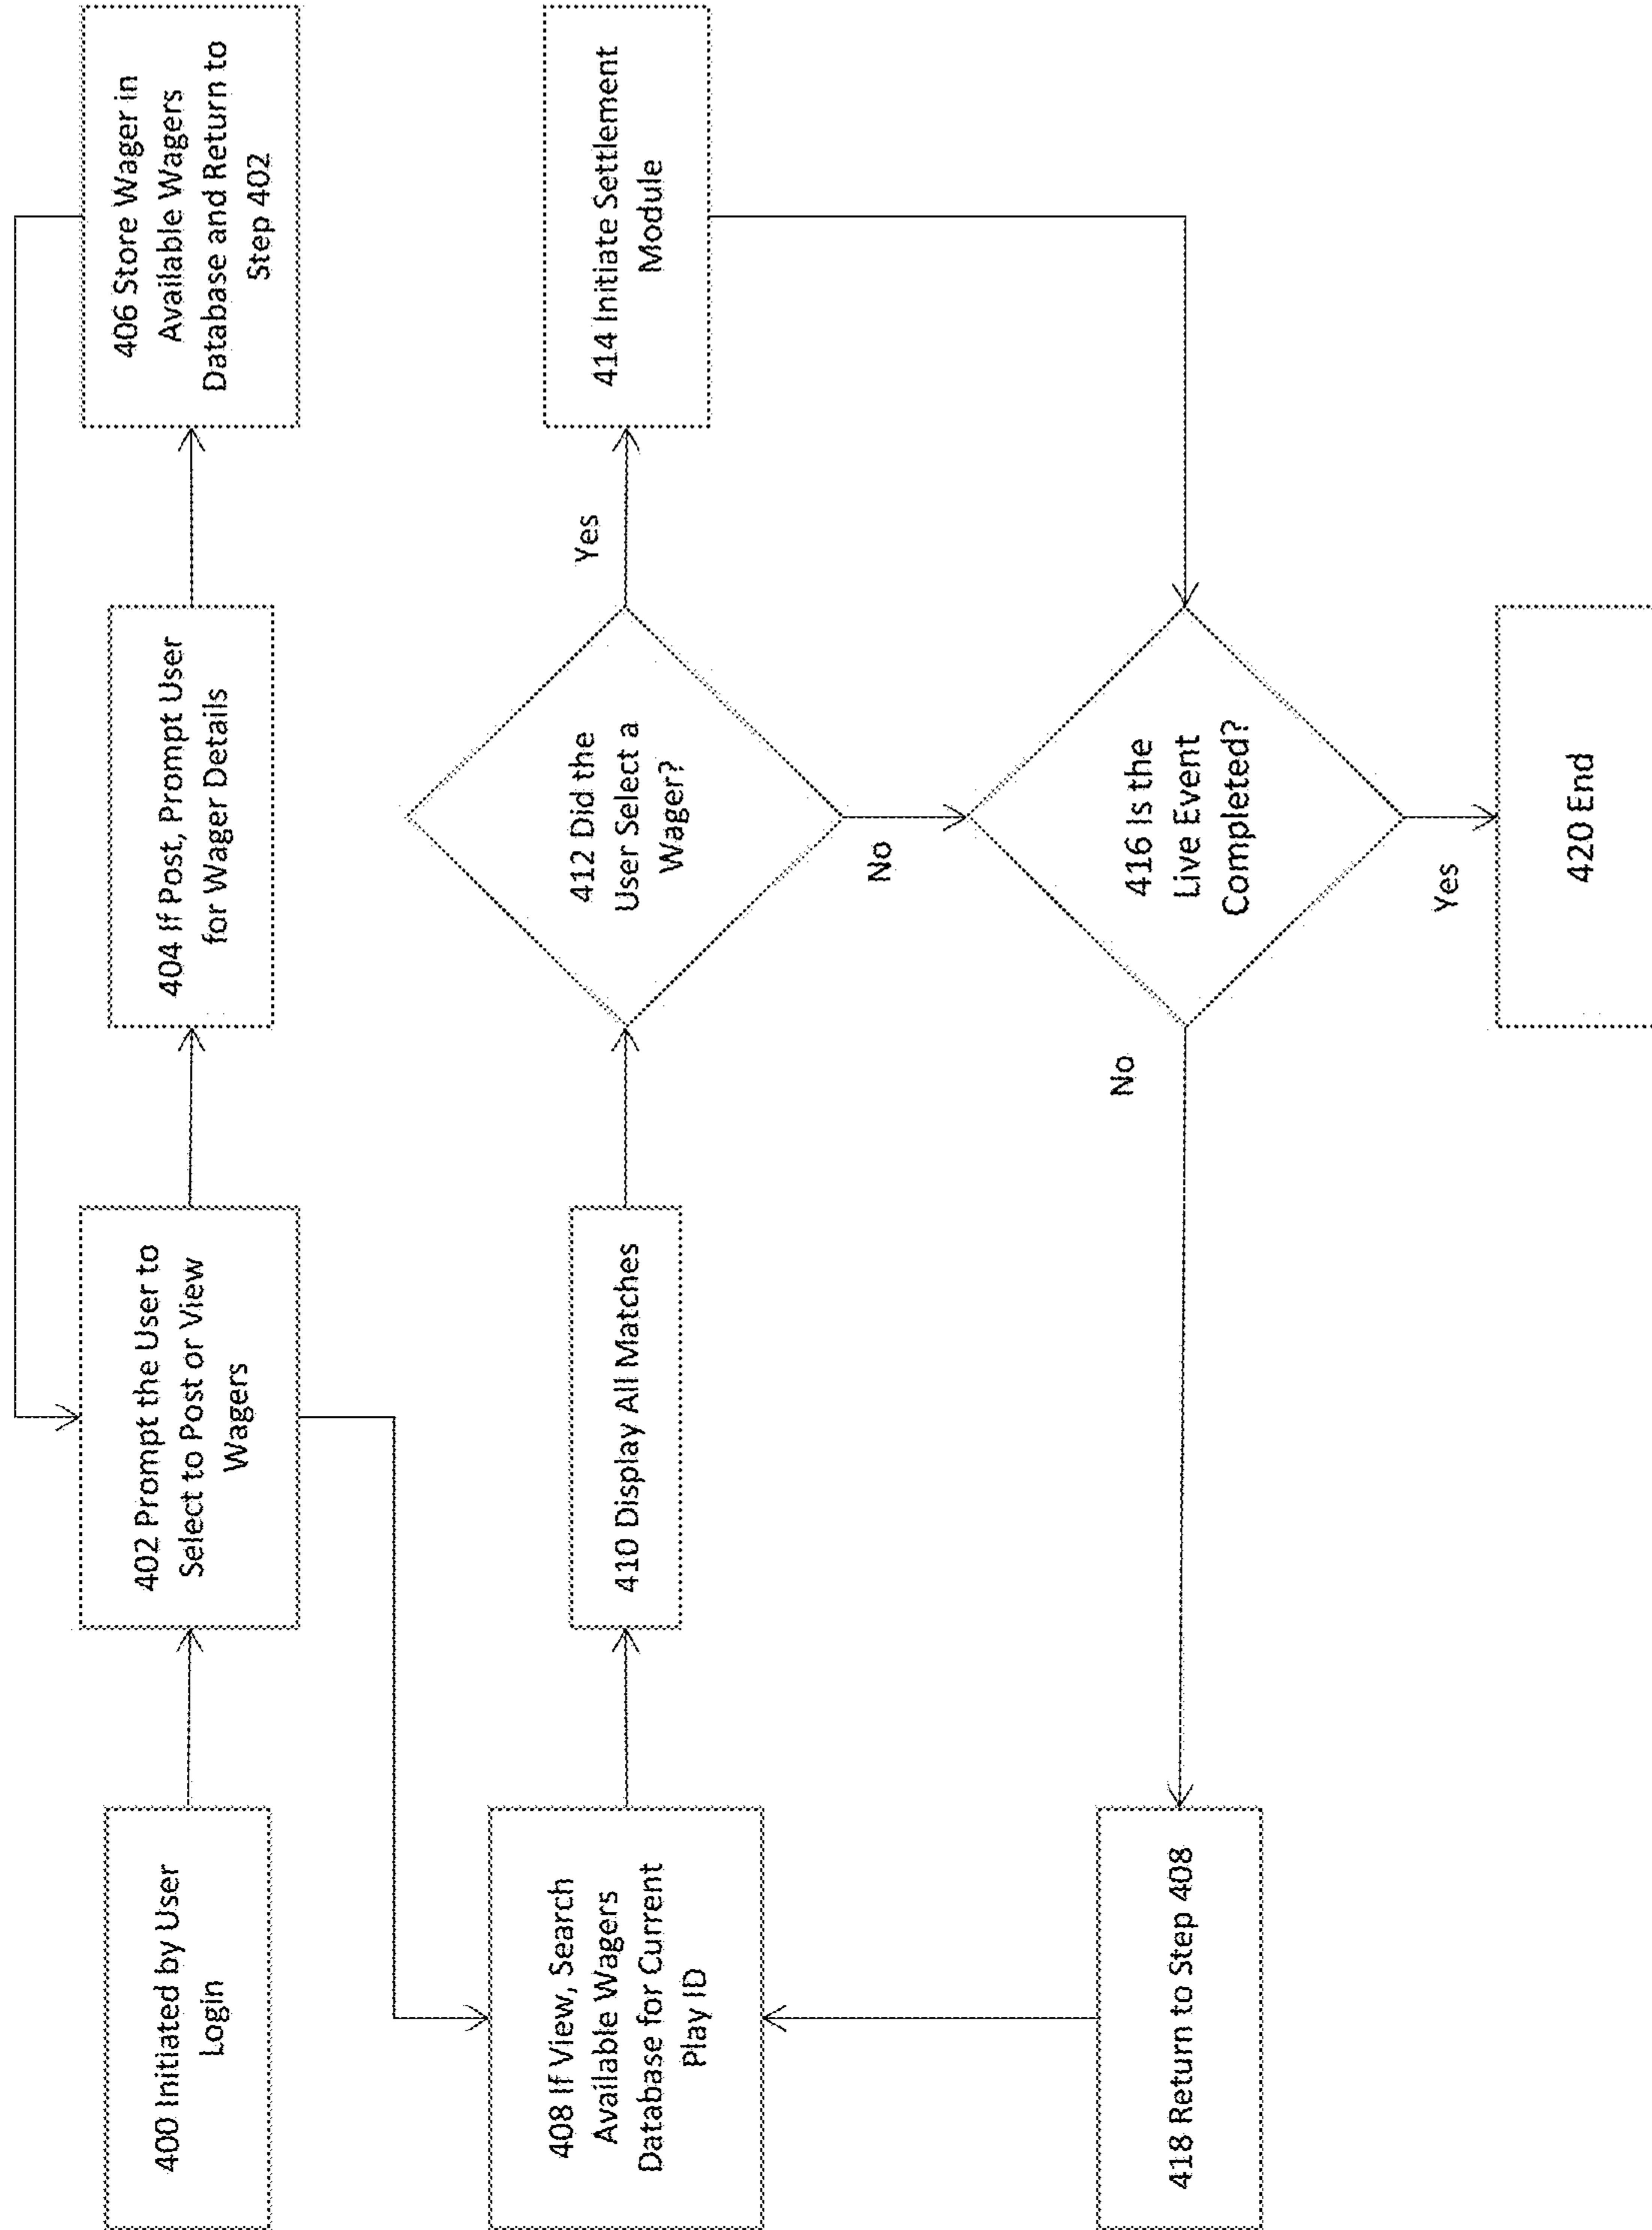 400 Initiated by User
Login
402 Prompt the User to
Select to Post or View
Wagers
404 If Post, Prompt User
for Wager Details
406 Store Wager in
Available Wagers
Database and Return to
Step 402
408 If View, Search
Available Wagers
Database for Current
Play ID
410 Display All Matches
412 Did the
User Select a
Wager?
Yes
414 Initiate Settlement
Module
No
416 Is the
Live Event
Completed?
No
418 Return to Step 408
Yes
420 End